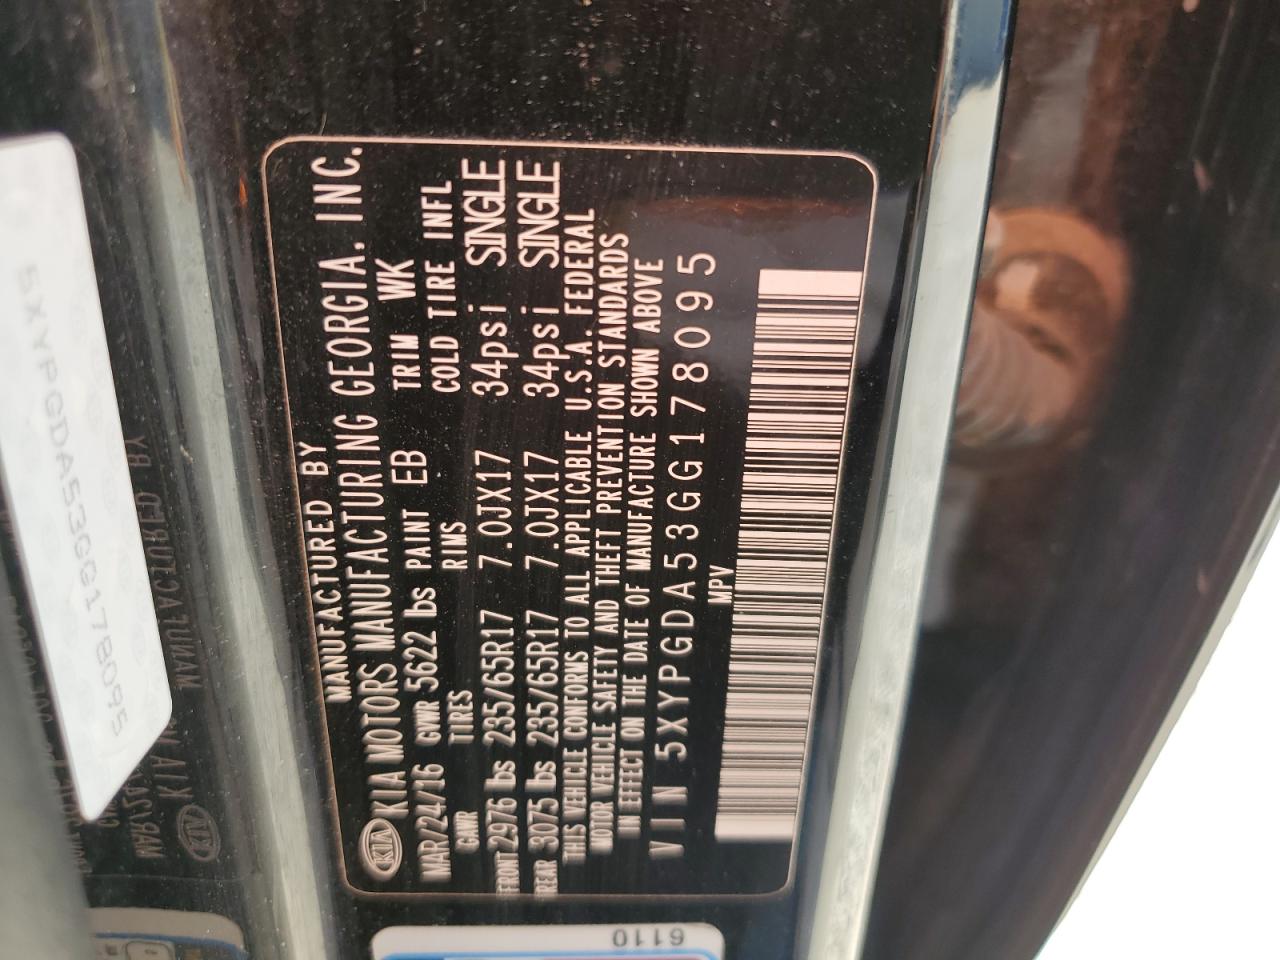 MANUFACTURED BY
KIA KIA MOTORS MANUFACTURING GEORGIA. INC.
MAR/24/16 GVWR 5622 lbs PAINT EB TRIM WK
GAWR TIRES RIMS COLD TIRE INFL
FRONT 2976 lbs 235/65R17 7.0JX17 34psi SINGLE
REAR 3075 lbs 235/65R17 7.0JX17 34psi SINGLE
THIS VEHICLE CONFORMS TO ALL APPLICABLE U.S.A. FEDERAL
MOTOR VEHICLE SAFETY AND THEFT PREVENTION STANDARDS
IN EFFECT ON THE DATE OF MANUFACTURE SHOWN ABOVE
VIN 5XYPGDA53GG178095
MPV
5XYPGDA53GG178095
6110